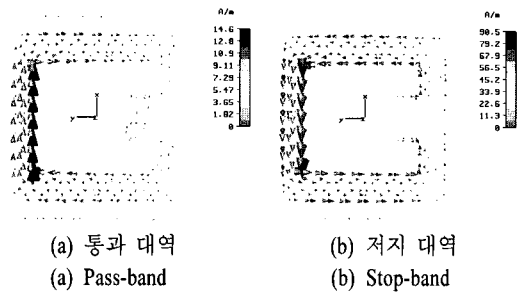 A/m
14.6
12.8
10.9
9.11
7.29
5.47
3.65
1.82
0
x
y
A/m
90.5
79.2
67.9
56.5
45.2
33.9
22.6
11.3
0
x
y
(a) 통과 대역
(a) Pass-band
(b) 저지 대역
(b) Stop-band